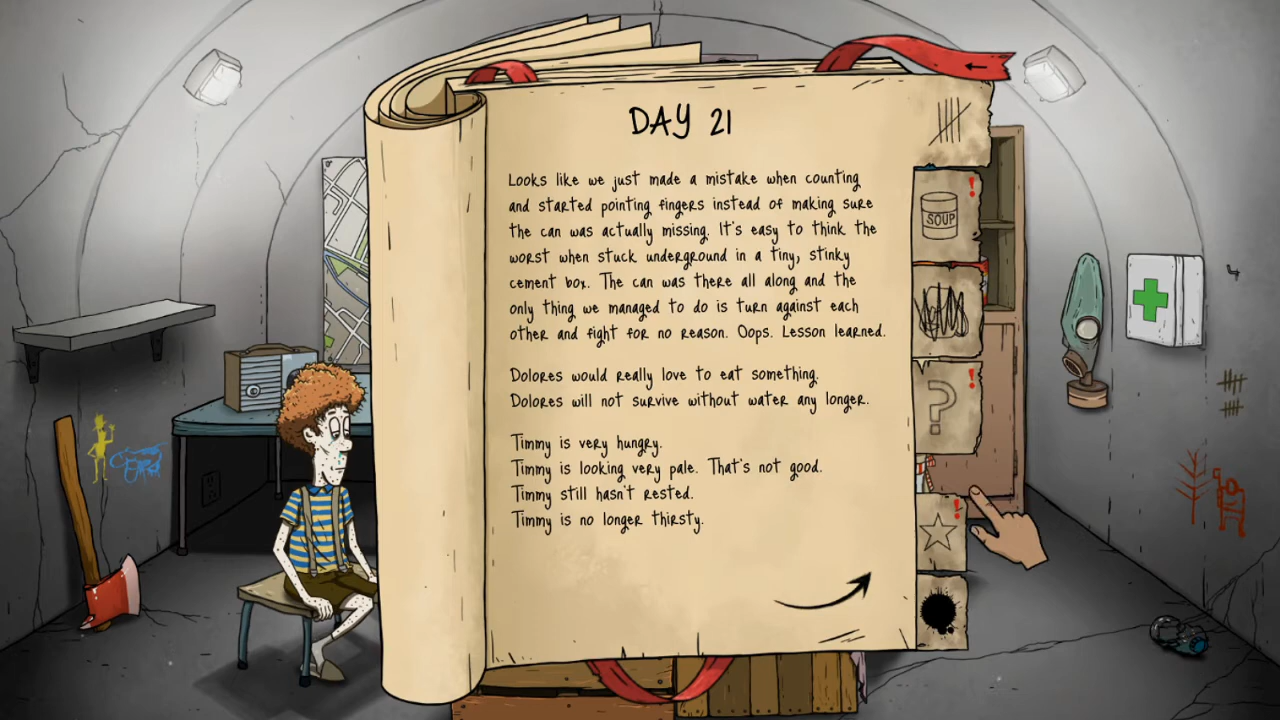 DAY 21
Looks like we just made a mistake when counting
and started pointing fingers instead of making sure
the can was actually missing. It's easy to think the
worst when stuck underground in a tiny, stinky
cement box. The can was there all along and the
only thing we managed to do is turn against each
other and fight for no reason. Oops. Lesson learned.
Dolores would really love to eat something.
Dolores will not survive without water any longer.
Timmy is very hungry.
Timmy is looking very pale. That's not good.
Timmy still hasn't rested.
Timmy is no longer thirsty.
!
SOUP
!
?
!